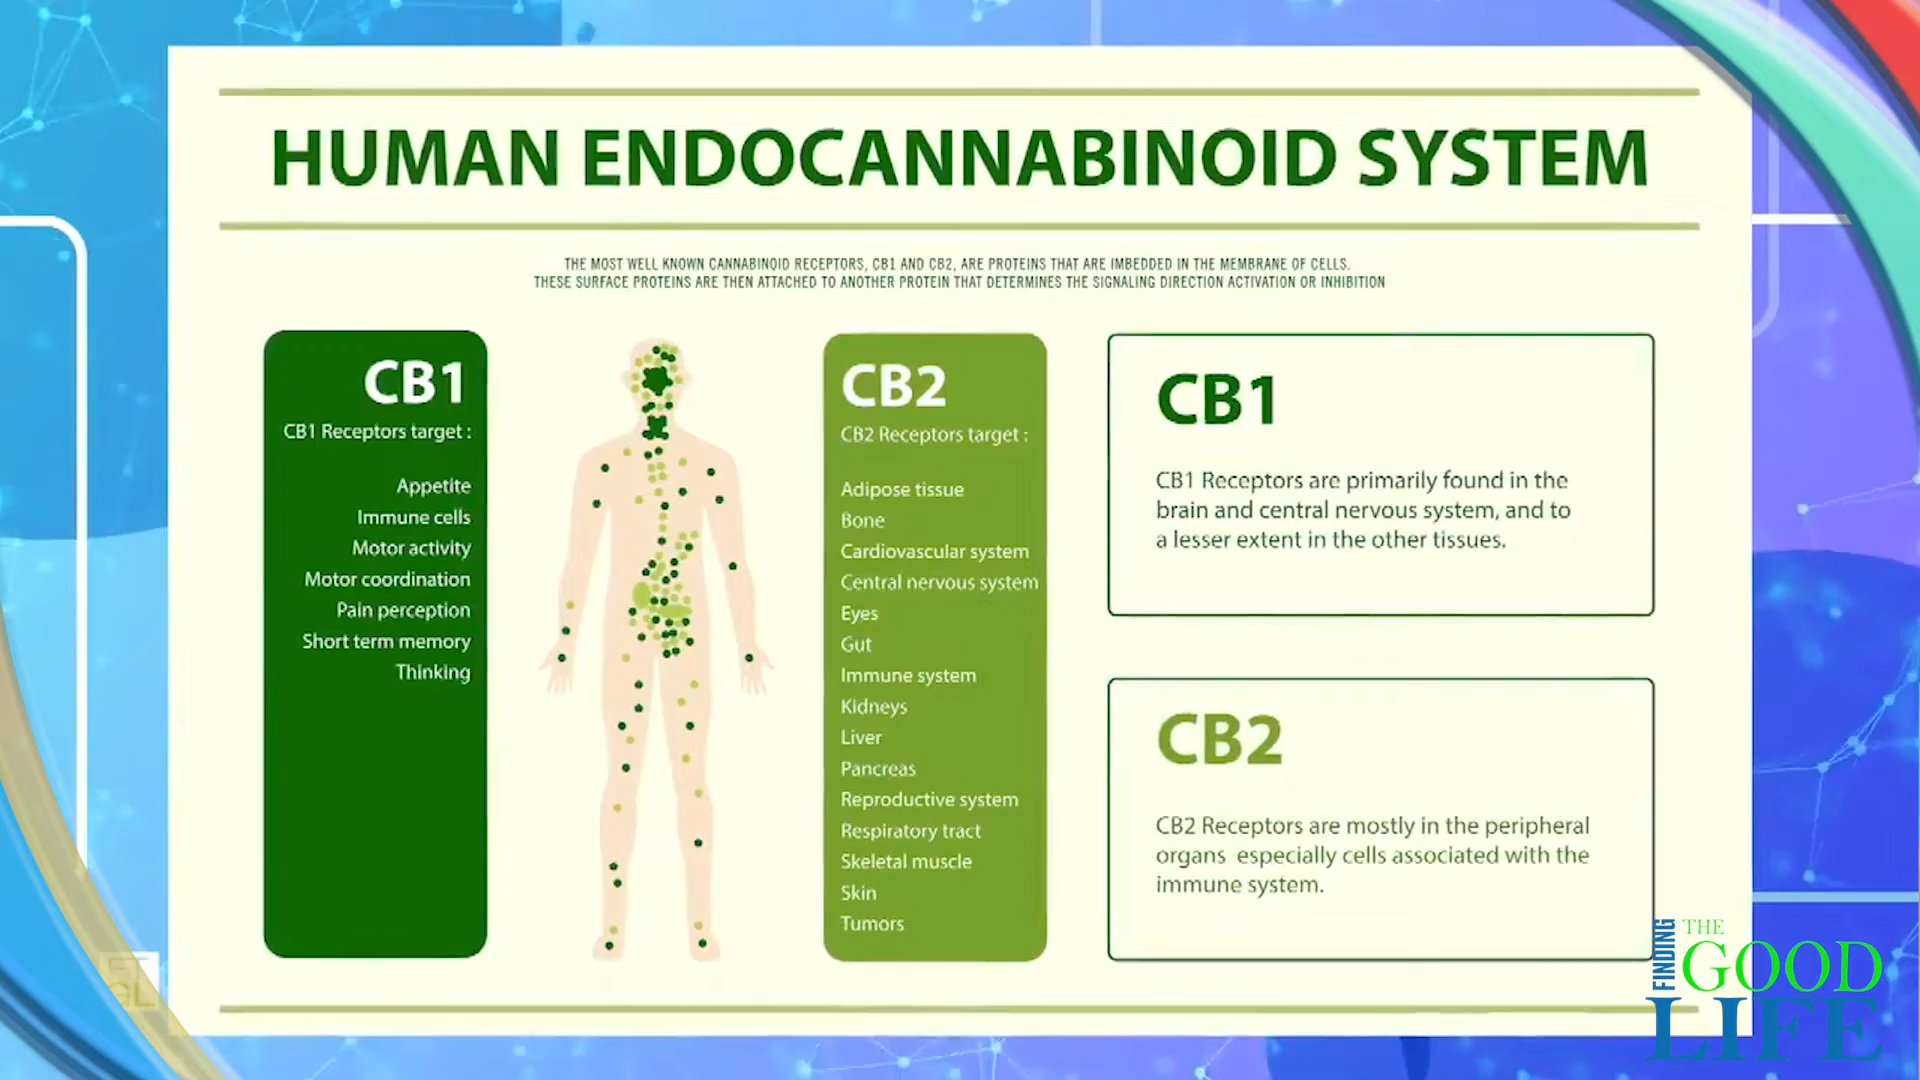 HUMAN ENDOCANNABINOID SYSTEM
THE MOST WELL KNOWN CANNABINOID RECEPTORS, CB1 AND CB2, ARE PROTEINS THAT ARE IMBEDDED IN THE MEMBRANE OF CELLS.
THESE SURFACE PROTEINS ARE THEN ATTACHED TO ANOTHER PROTEIN THAT DETERMINES THE SIGNALING DIRECTION ACTIVATION OR INHIBITION
CB1
CB1 Receptors target :
Appetite
Immune cells
Motor activity
Motor coordination
Pain perception
Short term memory
Thinking
CB2
CB2 Receptors target :
Adipose tissue
Bone
Cardiovascular system
Central nervous system
Eyes
Gut
Immune system
Kidneys
Liver
Pancreas
Reproductive system
Respiratory tract
Skeletal muscle
Skin
Tumors
CB1
CB1 Receptors are primarily found in the
brain and central nervous system, and to
a lesser extent in the other tissues.
CB2
CB2 Receptors are mostly in the peripheral
organs especially cells associated with the
immune system.
FINDING
THE
GOOD
LIFE